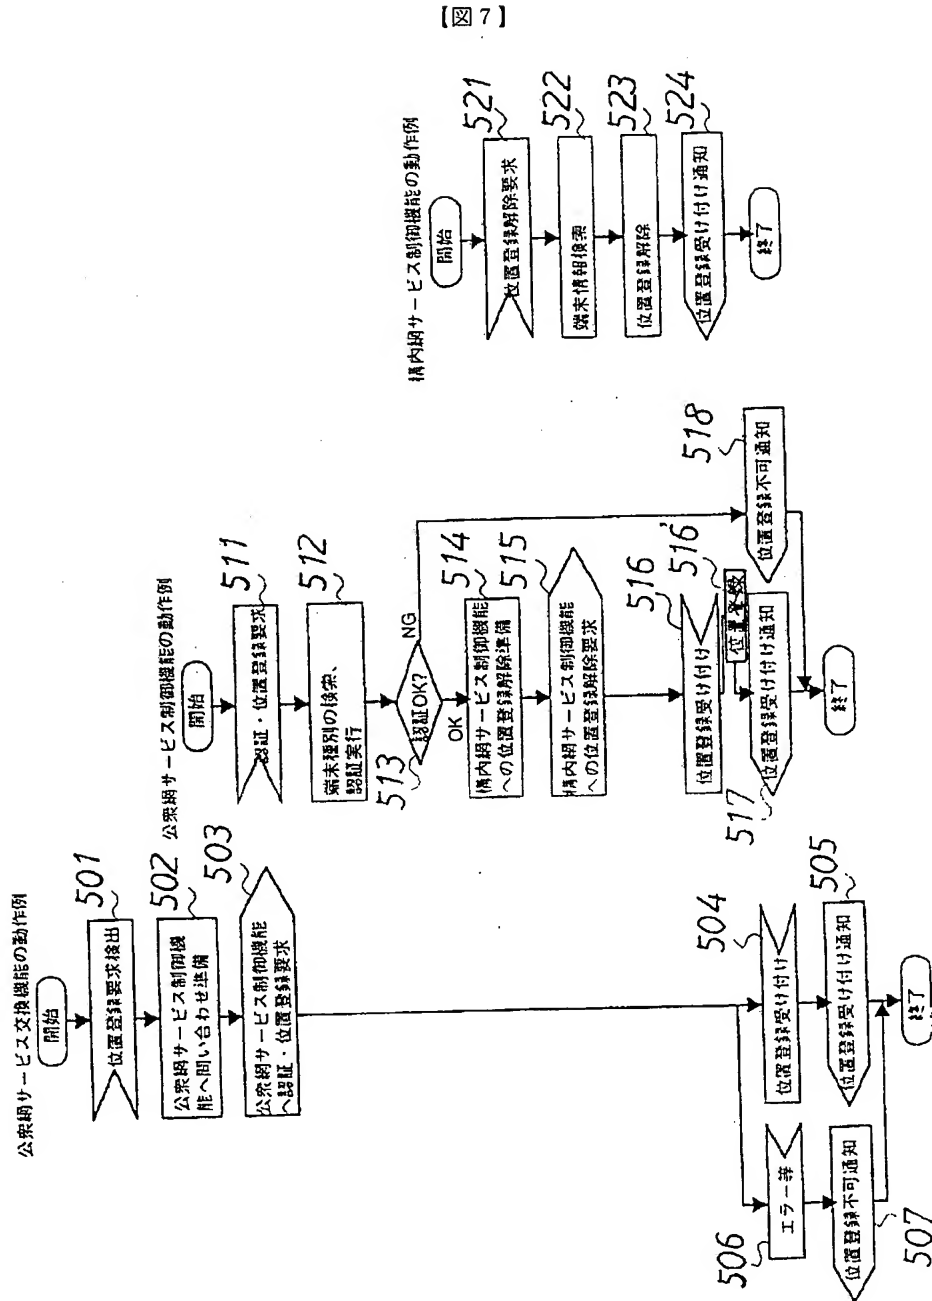 【図7】
公衆網サービス交換機能の動作例
開始
501
位置登録要求検出
502
公衆網サービス制御機
能へ問い合わせ準備
503
公衆網サービス制御機能
へ認証・位置登録要求
504
位置登録受け付け
505
位置登録受け付け通知
506
エラー等
507
位置登録不可通知
終了
公衆網サービス制御機能の動作例
開始
511
認証・位置登録要求
512
端末種別の検索、
認証実行
513
認証OK?
NG
OK
514
構内網サービス制御機能
への位置登録解除準備
515
構内網サービス制御機能
への位置登録解除要求
516
位置登録受け付け
516'
位置登録
517
位置登録受け付け通知
518
位置登録不可通知
終了
構内網サービス制御機能の動作例
開始
521
位置登録解除要求
522
端末情報検索
523
位置登録解除
524
位置登録受け付け通知
終了